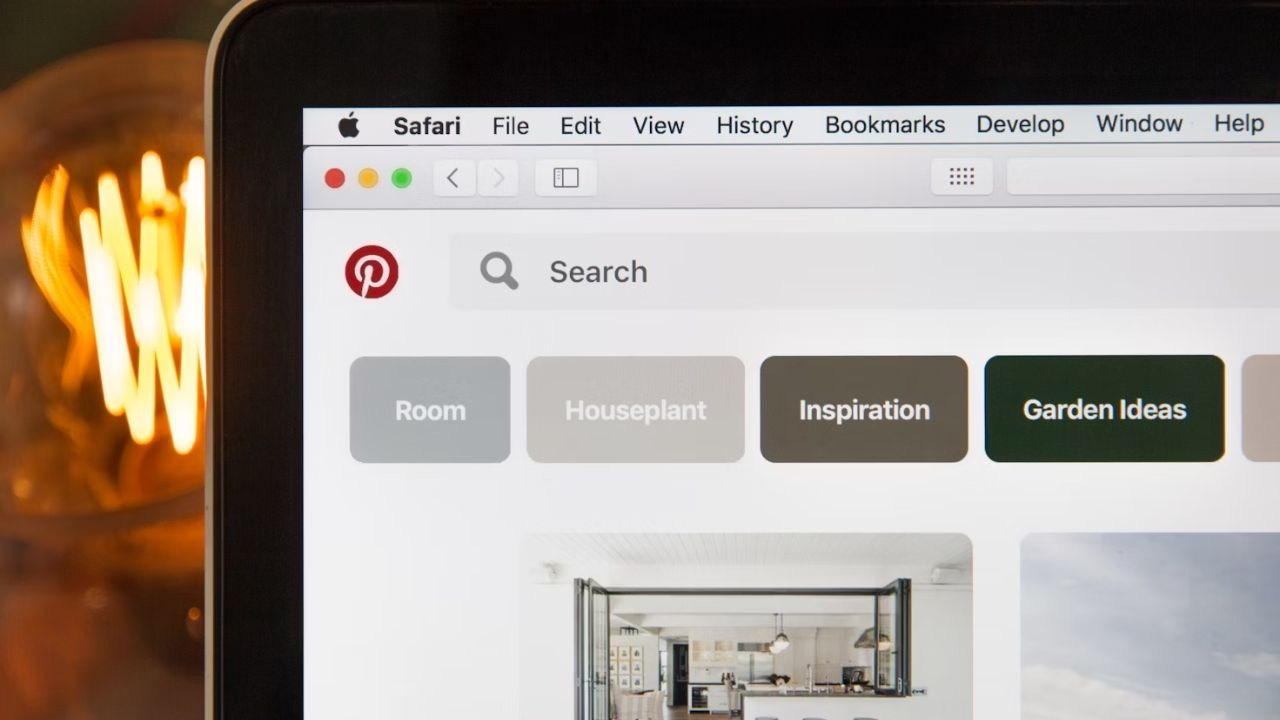 Safari File Edit View History Bookmarks Develop Window Help
Search
Room Houseplant Inspiration Garden Ideas